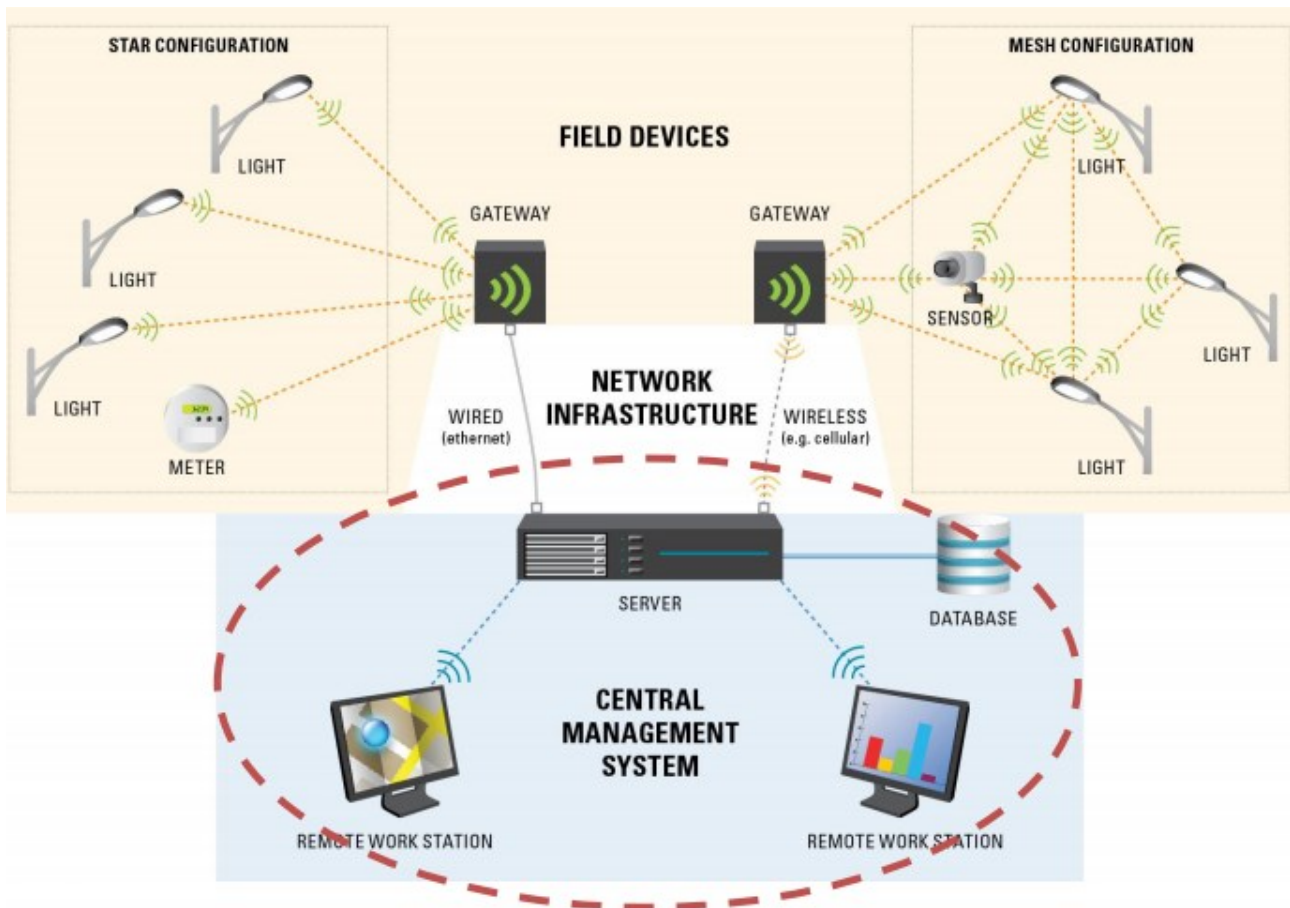 STAR CONFIGURATION
MESH CONFIGURATION
FIELD DEVICES
LIGHT
LIGHT
GATEWAY
GATEWAY
LIGHT
SENSOR
LIGHT
NETWORK
INFRASTRUCTURE
LIGHT
WIRED
(ethernet)
WIRELESS
(e.g. cellular)
METER
LIGHT
SERVER
DATABASE
CENTRAL
MANAGEMENT
SYSTEM
REMOTE WORK STATION
REMOTE WORK STATION